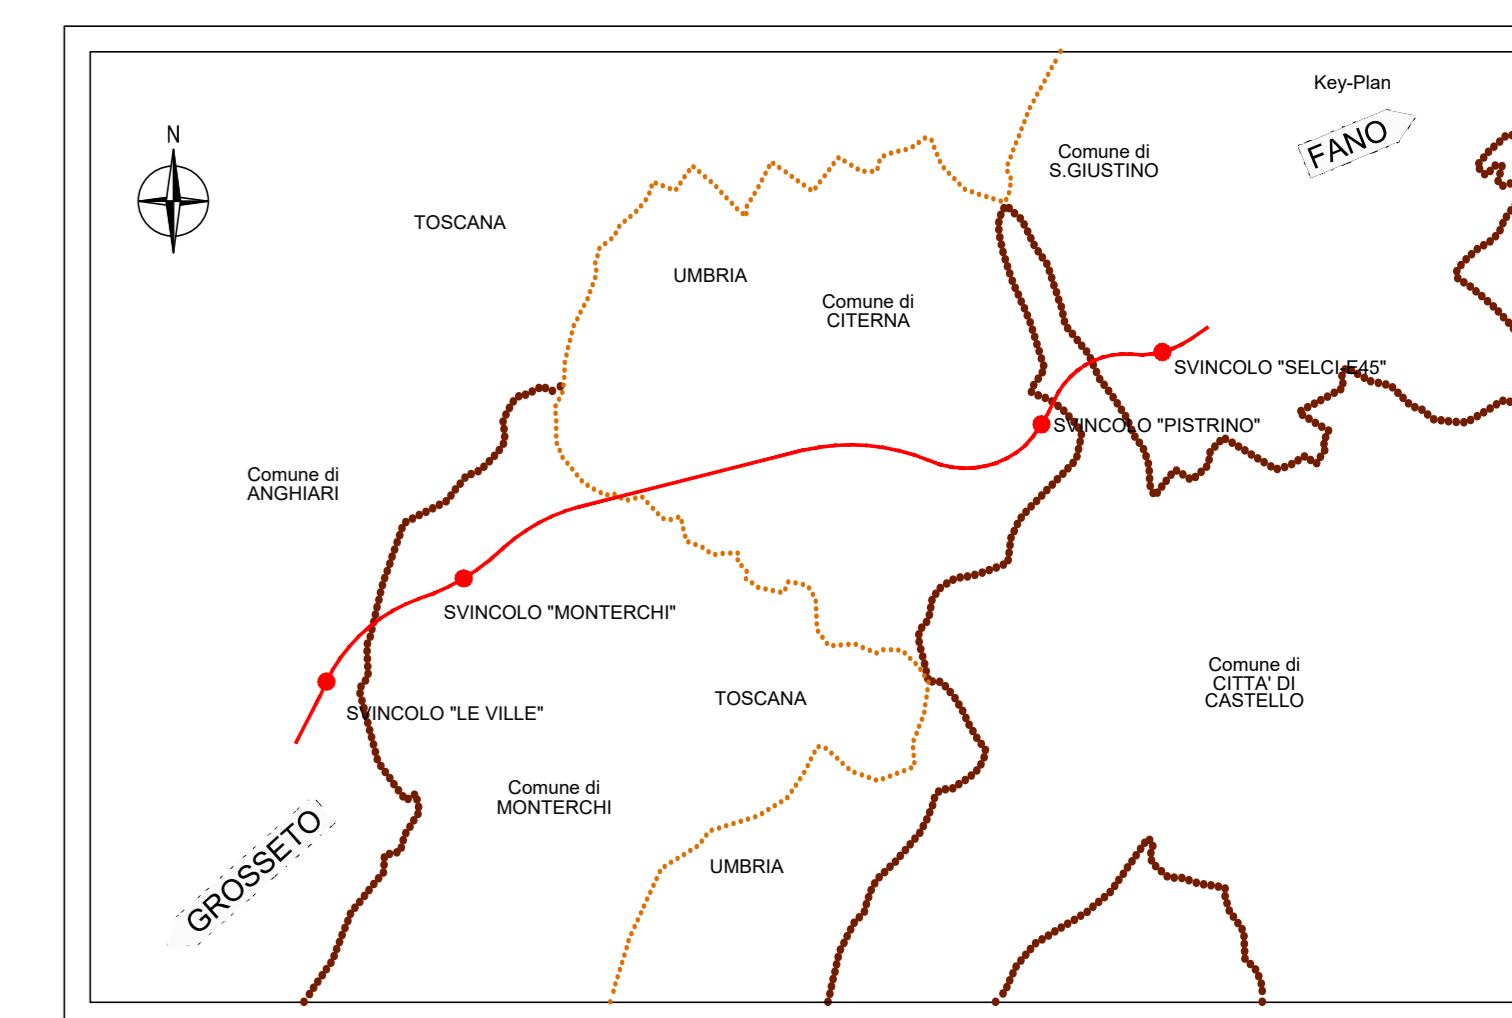 Key-Plan
FANO
N
Comune di
S.GIUSTINO
TOSCANA
UMBRIA
Comune di
CITERNA
SVINCOLO "SELCI-E45"
SVINCOLO "PISTRINO"
Comune di
ANGHIARI
SVINCOLO "MONTERCHI"
Comune di
CITTA' DI
CASTELLO
TOSCANA
SVINCOLO "LE VILLE"
Comune di
MONTERCHI
GROSSETO
UMBRIA